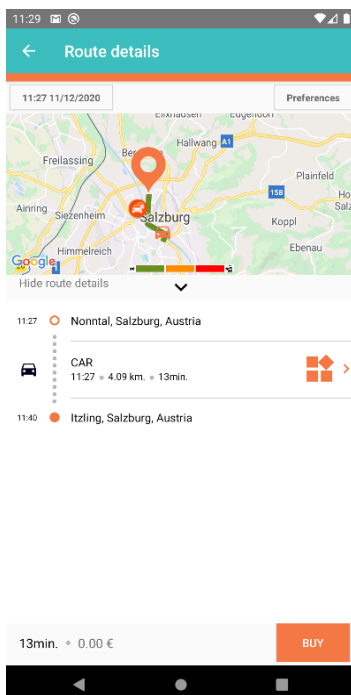 11:29
Route details
11:27 11/12/2020
Preferences
Elixhausen
Eugendorf
Hallwang
A1
Freilassing
Plainfeld
158
Ainring
Siezenheim
Salzburg
Koppl
Himmelreich
Ebenau
Google
Hide route details
11:27
Nonntal, Salzburg, Austria
CAR
11:27 4.09 km. 13min.
11:40
Itzling, Salzburg, Austria
13min. • 0.00 €
BUY